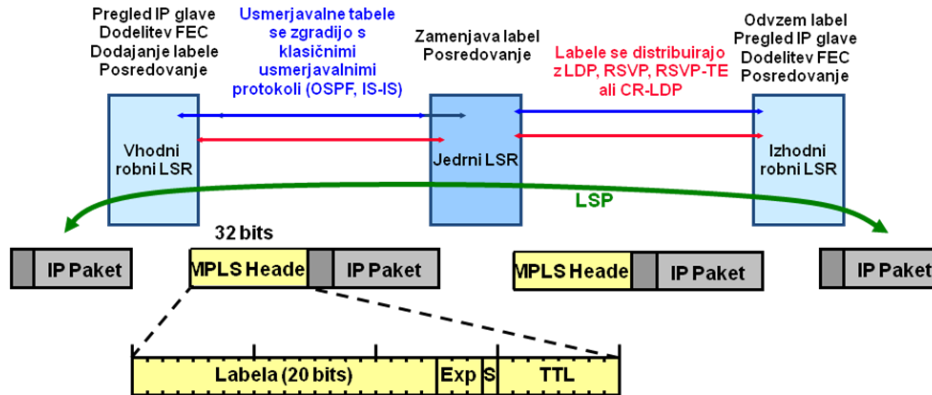 Pregled IP glave
Dodelitev FEC
Dodajanje labele
Posredovanje
Usmerjavalne tabele
se zgradijo s
klasičnimi
usmerjavalnimi
protokoli (OSPF, IS-IS)
Zamenjava label
Posredovanje
Labele se distribuirajo
z LDP, RSVP, RSVP-TE
ali CR-LDP
Odvzem label
Pregled IP glave
Dodelitev FEC
Posredovanje
Vhodni
robni LSR
Jedrni LSR
Izhodni
robni LSR
LSP
32 bits
IP Paket
MPLS Heade
IP Paket
MPLS Heade
IP Paket
IP Paket
Labela (20 bits)
Exp
S
TTL